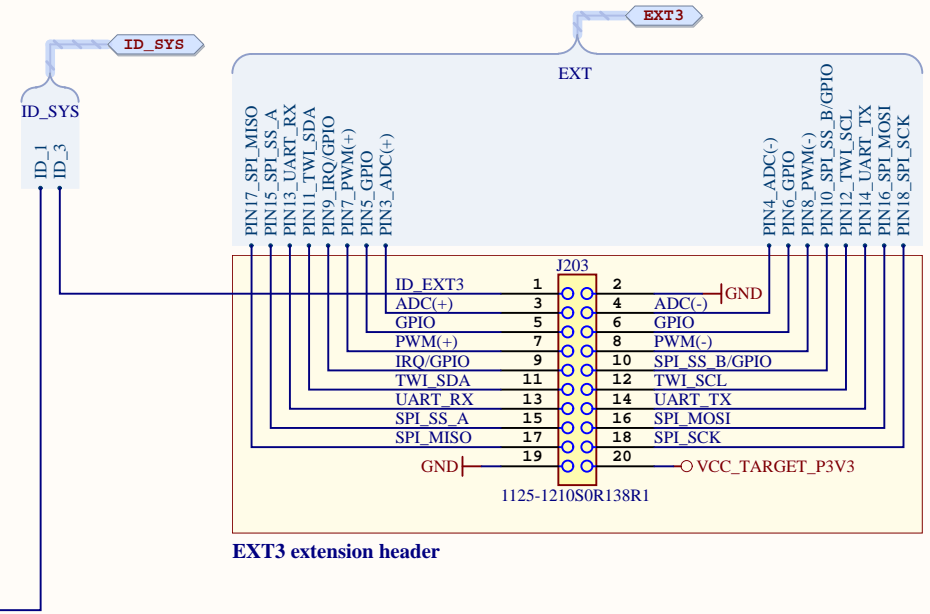 EXT3
ID_SYS
EXT
ID_SYS
ID_1
ID_3
PIN17_SPI_MISO
PIN15_SPI_SS_A
PIN13_UART_RX
PIN11_TWI_SDA
PIN9_IRQ/GPIO
PIN7_PWM(+)
PIN5_GPIO
PIN3_ADC(+)
PIN4_ADC(-)
PIN6_GPIO
PIN8_PWM(-)
PIN10_SPI_SS_B/GPIO
PIN12_TWI_SCL
PIN14_UART_TX
PIN16_SPI_MOSI
PIN18_SPI_SCK
J203
ID_EXT3 1 2 GND
ADC(+) 3 4 ADC(-)
GPIO 5 6 GPIO
PWM(+) 7 8 PWM(-)
IRQ/GPIO 9 10 SPI_SS_B/GPIO
TWI_SDA 11 12 TWI_SCL
UART_RX 13 14 UART_TX
SPI_SS_A 15 16 SPI_MOSI
SPI_MISO 17 18 SPI_SCK
GND 19 20 VCC_TARGET_P3V3
1125-1210S0R138R1
EXT3 extension header